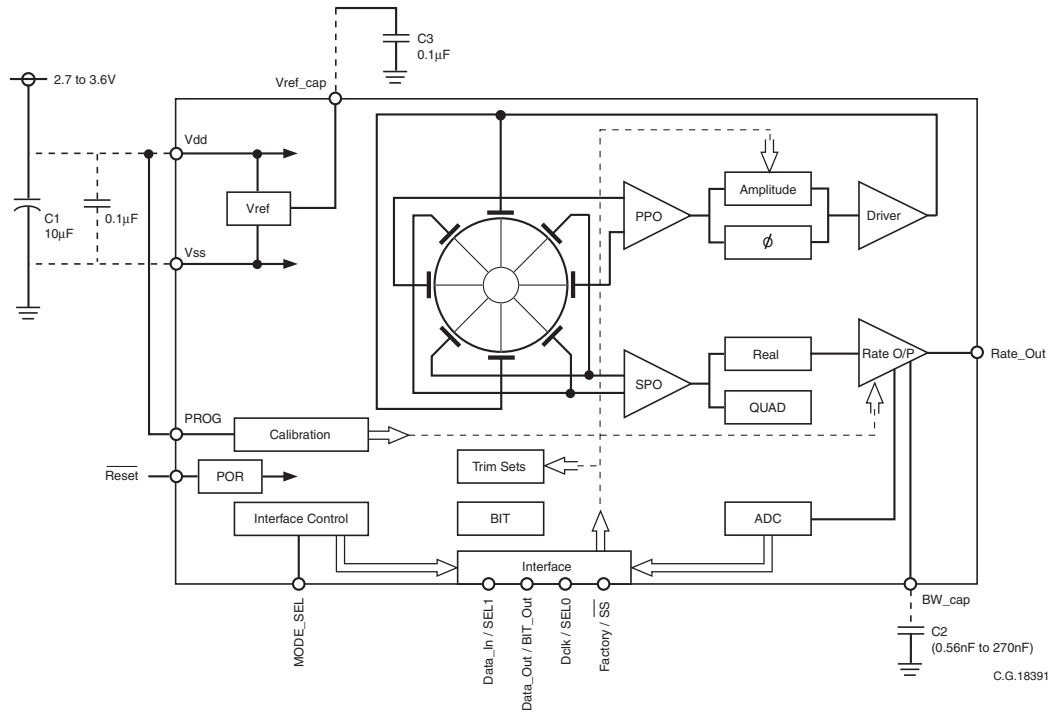 C3
0.1µF
2.7 to 3.6V
Vref_cap
Vdd
C1
10µF
0.1µF
Vref
Vss
Amplitude
PPO
Driver
ϕ
Real
Rate O/P
Rate_Out
SPO
QUAD
PROG
Calibration
Reset
POR
Trim Sets
Interface Control
BIT
ADC
Interface
MODE_SEL
Data_In / SEL1
Data_Out / BIT_Out
Dclk / SEL0
Factory / SS
BW_cap
C2
(0.56nF to 270nF)
C.G.18391